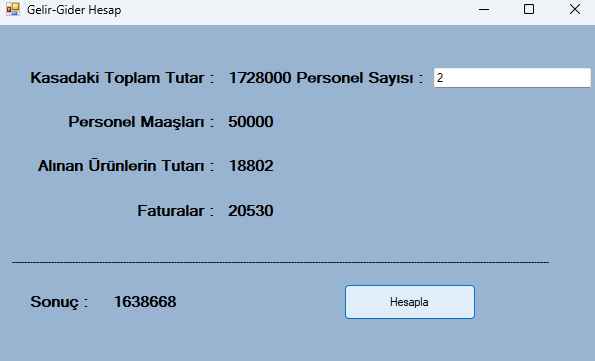 Gelir-Gider Hesap
Kasadaki Toplam Tutar : 1728000 Personel Sayısı : 2
Personel Maaşları : 50000
Alınan Ürünlerin Tutarı : 18802
Faturalar : 20530
Sonuç : 1638668 Hesapla